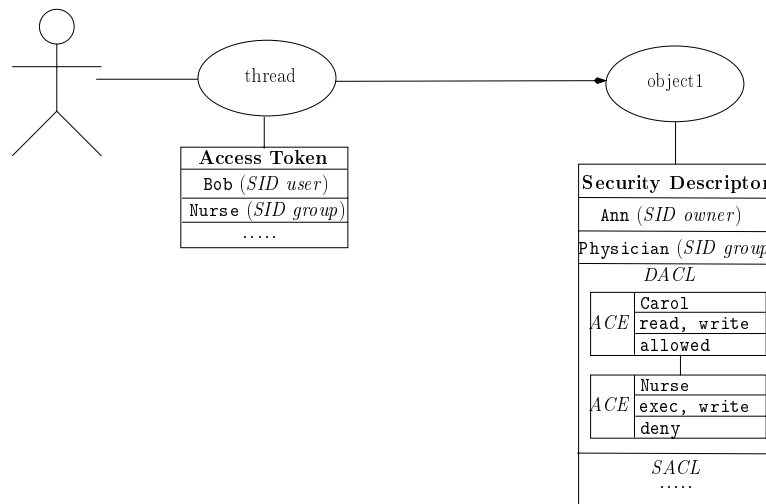 thread
object1
Access Token
Bob (SID user)
Nurse (SID group)
.....
Security Descriptor
Ann (SID owner)
Physician (SID group
DACL
ACE
Carol
read, write
allowed
ACE
Nurse
exec, write
deny
SACL
.....